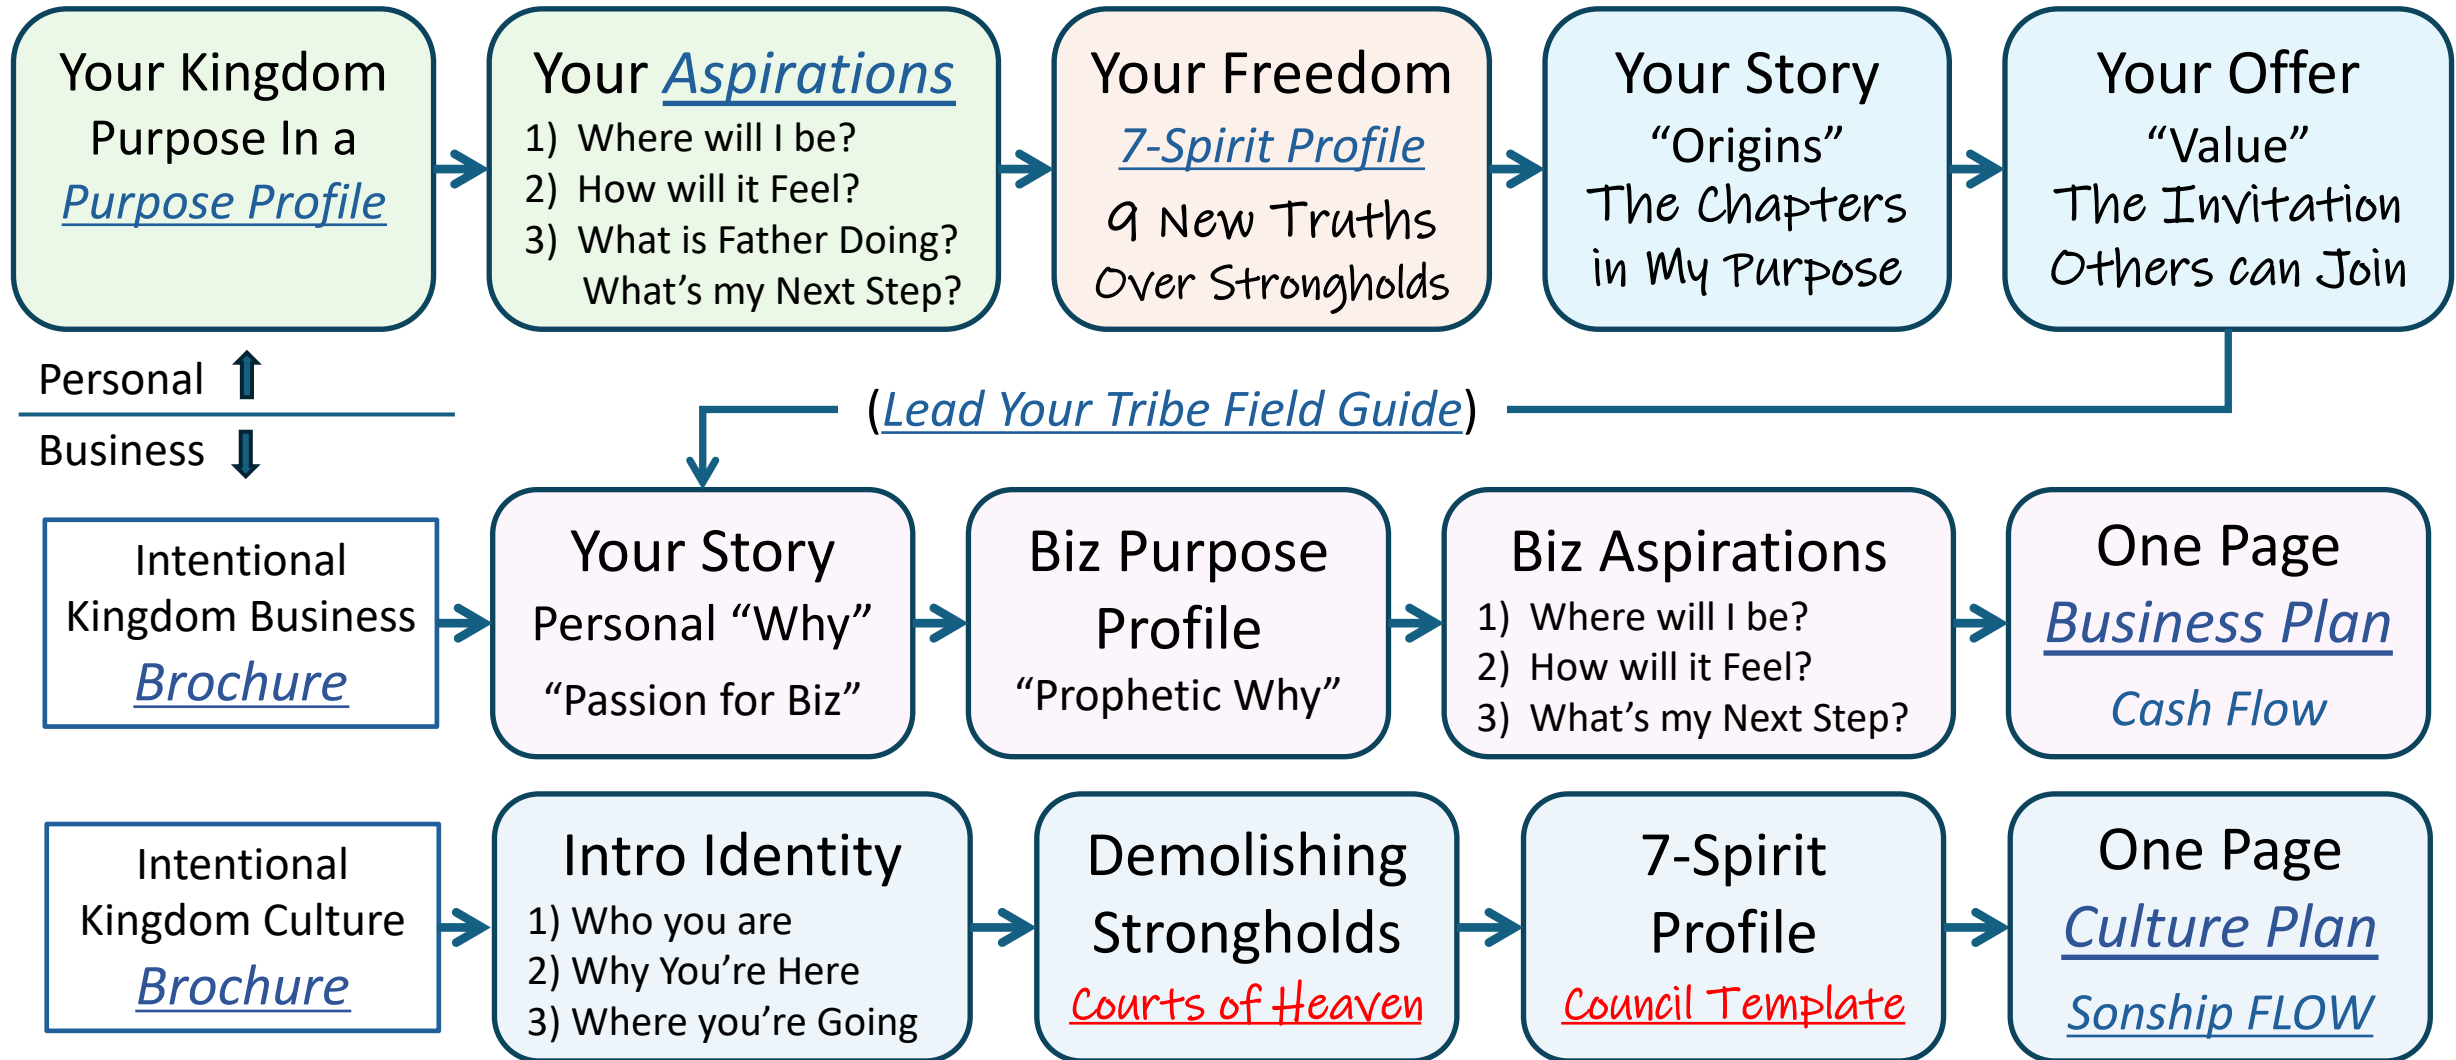 Your Kingdom
Purpose In a
Purpose Profile
Your Aspirations
1) Where will I be?
2) How will it Feel?
3) What is Father Doing?
What’s my Next Step?
Your Freedom
7-Spirit Profile
9 New Truths
Over Strongholds
Your Story
“Origins”
The Chapters
in My Purpose
Your Offer
“Value”
The Invitation
Others can Join
Personal
Business
(Lead Your Tribe Field Guide)
Intentional
Kingdom Business
Brochure
Your Story
Personal “Why”
“Passion for Biz”
Biz Purpose
Profile
“Prophetic Why”
Biz Aspirations
1) Where will I be?
2) How will it Feel?
3) What’s my Next Step?
One Page
Business Plan
Cash Flow
Intentional
Kingdom Culture
Brochure
Intro Identity
1) Who you are
2) Why You’re Here
3) Where you’re Going
Demolishing
Strongholds
Courts of Heaven
7-Spirit
Profile
Council Template
One Page
Culture Plan
Sonship FLOW